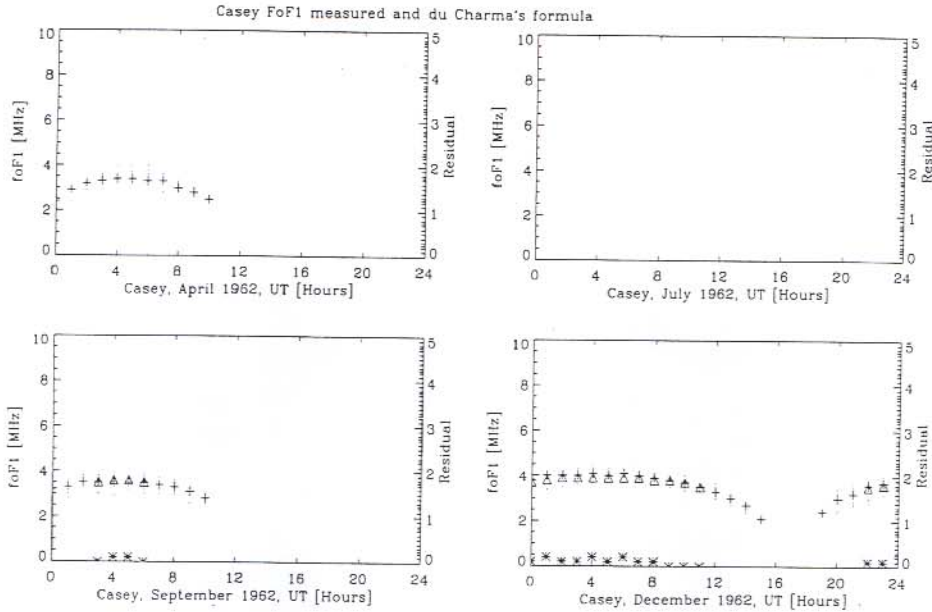 Casey FoF1 measured and du Charma's formula
10
8
6
4
2
0
foF1 [MHz]
5
4
3
2
1
0
Residual
0 4 8 12 16 20 24
Casey, April 1962, UT [Hours]
10
8
6
4
2
0
foF1 [MHz]
5
4
3
2
1
0
Residual
0 4 8 12 16 20 24
Casey, July 1962, UT [Hours]
10
8
6
4
2
0
foF1 [MHz]
5
4
3
2
1
0
Residual
0 4 8 12 16 20 24
Casey, September 1962, UT [Hours]
10
8
6
4
2
0
foF1 [MHz]
5
4
3
2
1
0
Residual
0 4 8 12 16 20 24
Casey, December 1962, UT [Hours]